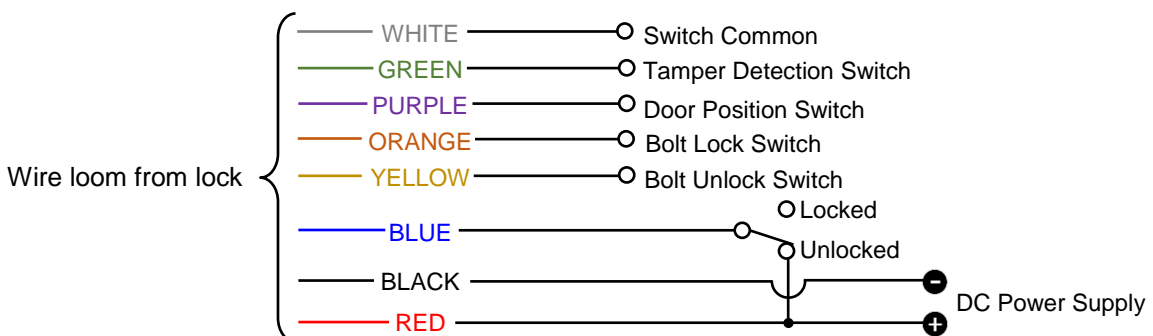 WHITE Switch Common
GREEN Tamper Detection Switch
PURPLE Door Position Switch
ORANGE Bolt Lock Switch
Wire loom from lock
YELLOW Bolt Unlock Switch
Locked
BLUE
Unlocked
BLACK -
DC Power Supply
RED +